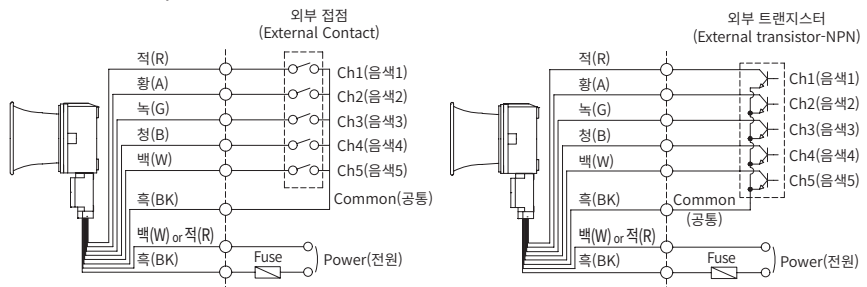 외부 접점
(External Contact)
적(R)
황(A)
녹(G)
청(B)
백(W)
흑(BK)
백(W) or 적(R)
흑(BK)
Ch1(음색1)
Ch2(음색2)
Ch3(음색3)
Ch4(음색4)
Ch5(음색5)
Common(공통)
Fuse
Power(전원)
외부 트랜지스터
(External transistor-NPN)
적(R)
황(A)
녹(G)
청(B)
백(W)
흑(BK)
백(W) or 적(R)
흑(BK)
Ch1(음색1)
Ch2(음색2)
Ch3(음색3)
Ch4(음색4)
Ch5(음색5)
Common
(공통)
Fuse
Power(전원)